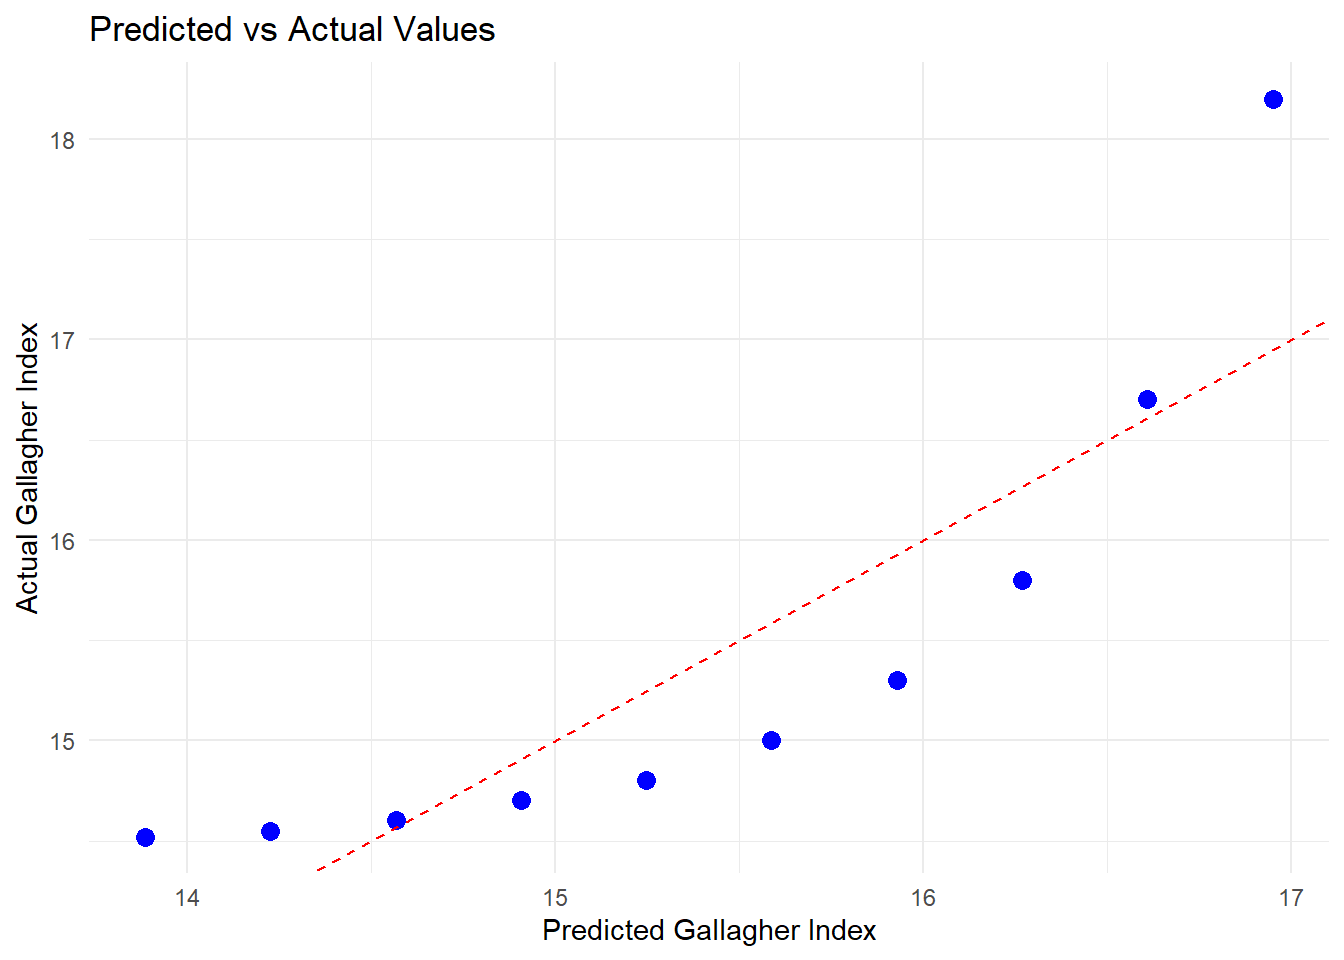 Predicted vs Actual Values
Actual Gallagher Index
18
17
16
15
14 15 16 17
Predicted Gallagher Index